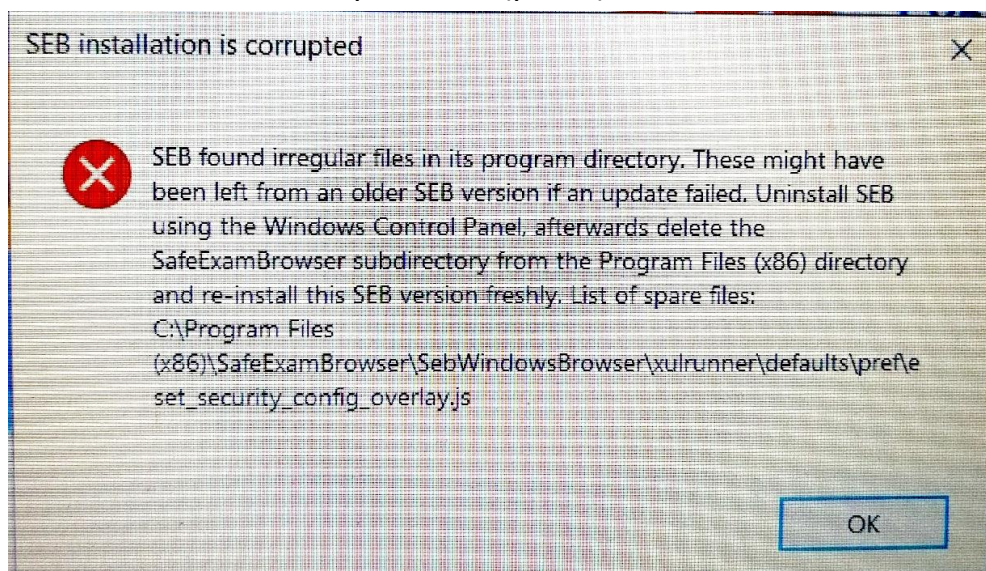 SEB installation is corrupted
SEB found irregular files in its program directory. These might have
been left from an older SEB version if an update failed. Uninstall SEB
using the Windows Control Panel, afterwards delete the
SafeExamBrowser subdirectory from the Program Files (x86) directory
and re-install this SEB version freshly. List of spare files:
C:\Program Files
(x86)\SafeExamBrowser\SebWindowsBrowser\xulrunner\defaults\pref\e
set_security_config_overlay.js
OK